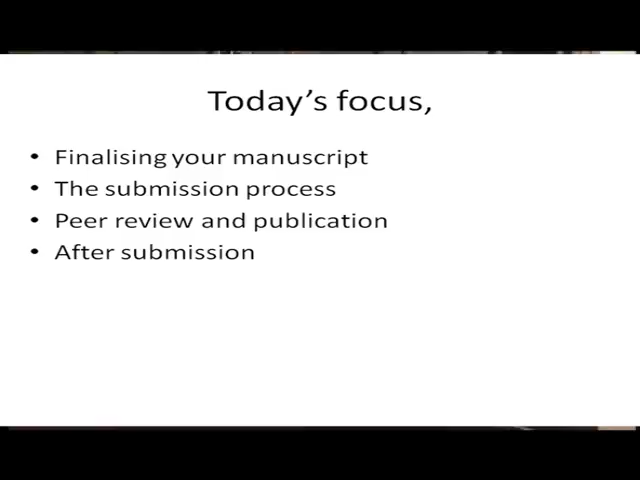 Today’s focus,
• Finalising your manuscript
• The submission process
• Peer review and publication
• After submission